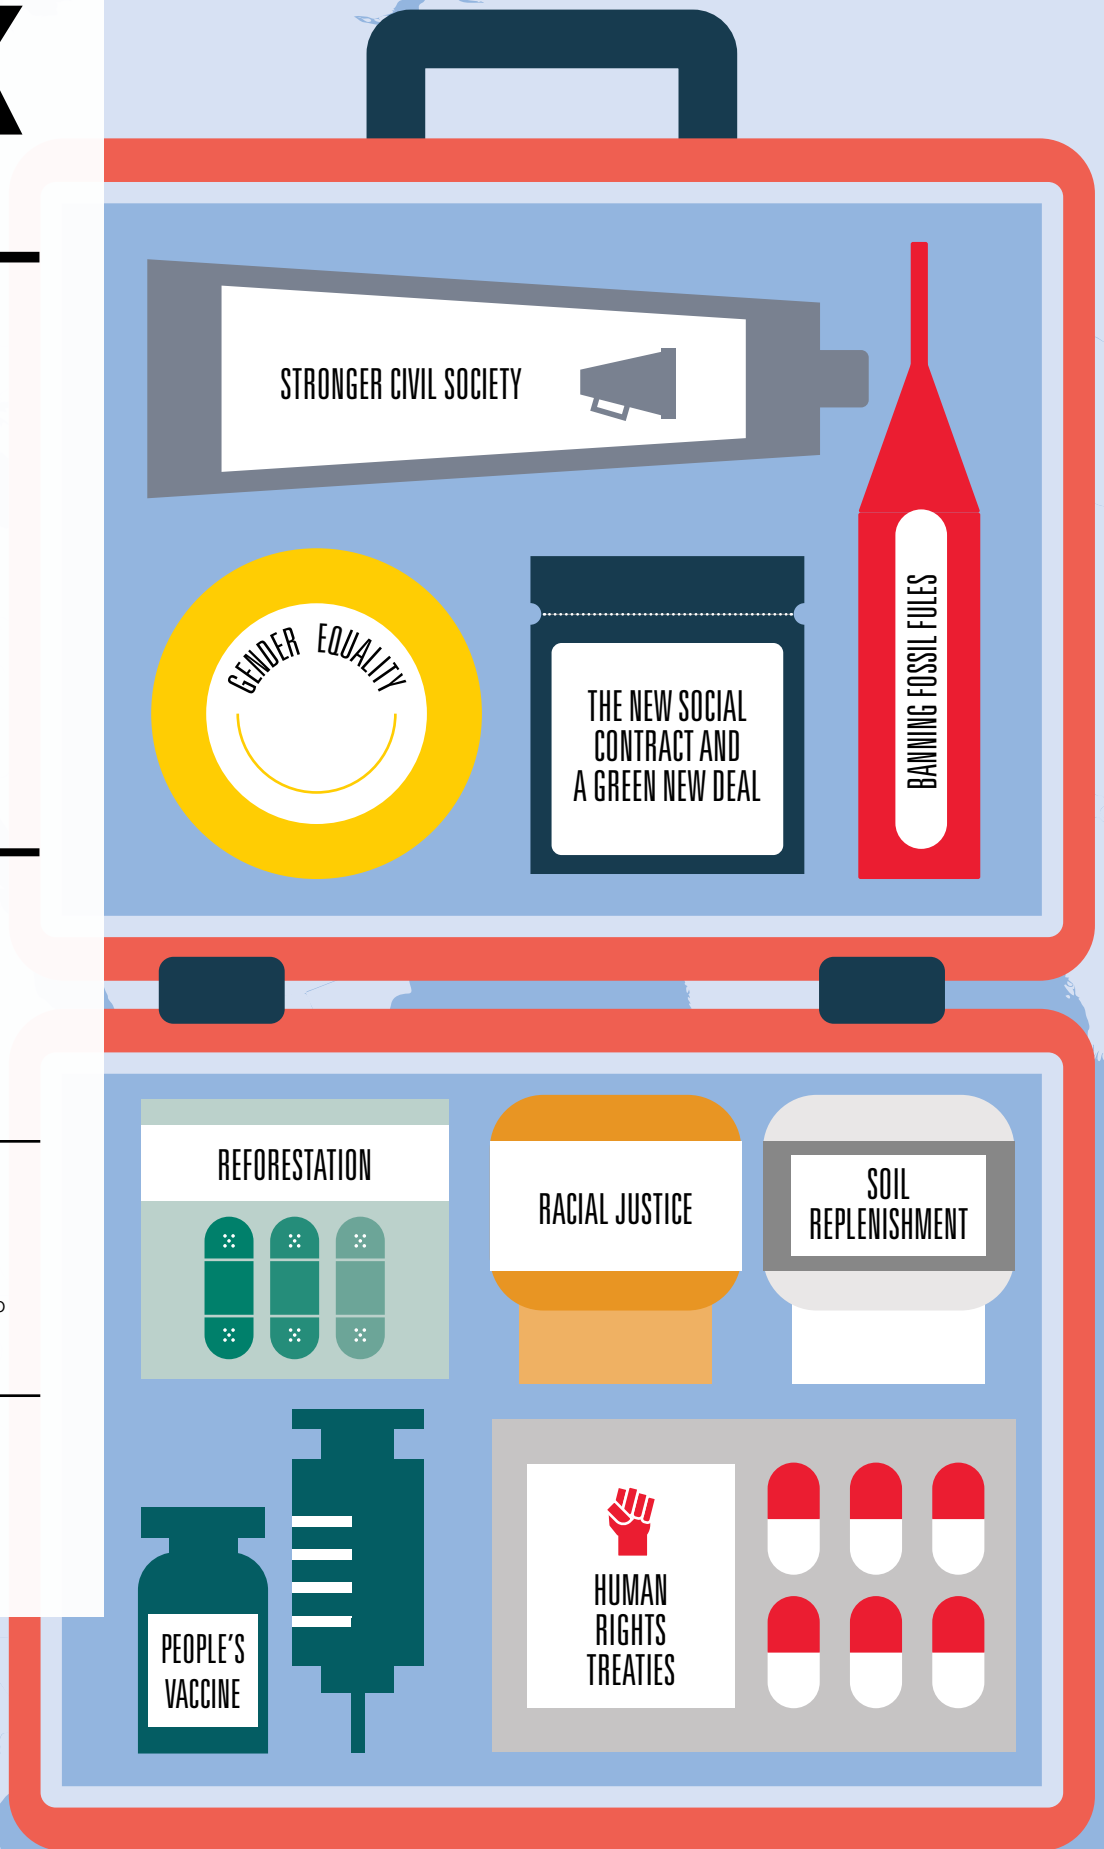 STRONGER CIVIL SOCIETY
GENDER EQUALITY
THE NEW SOCIAL
CONTRACT AND
A GREEN NEW DEAL
BANNING FOSSIL FULES
REFORESTATION
RACIAL JUSTICE
SOIL
REPLENISHMENT
PEOPLE'S
VACCINE
HUMAN
RIGHTS
TREATIES